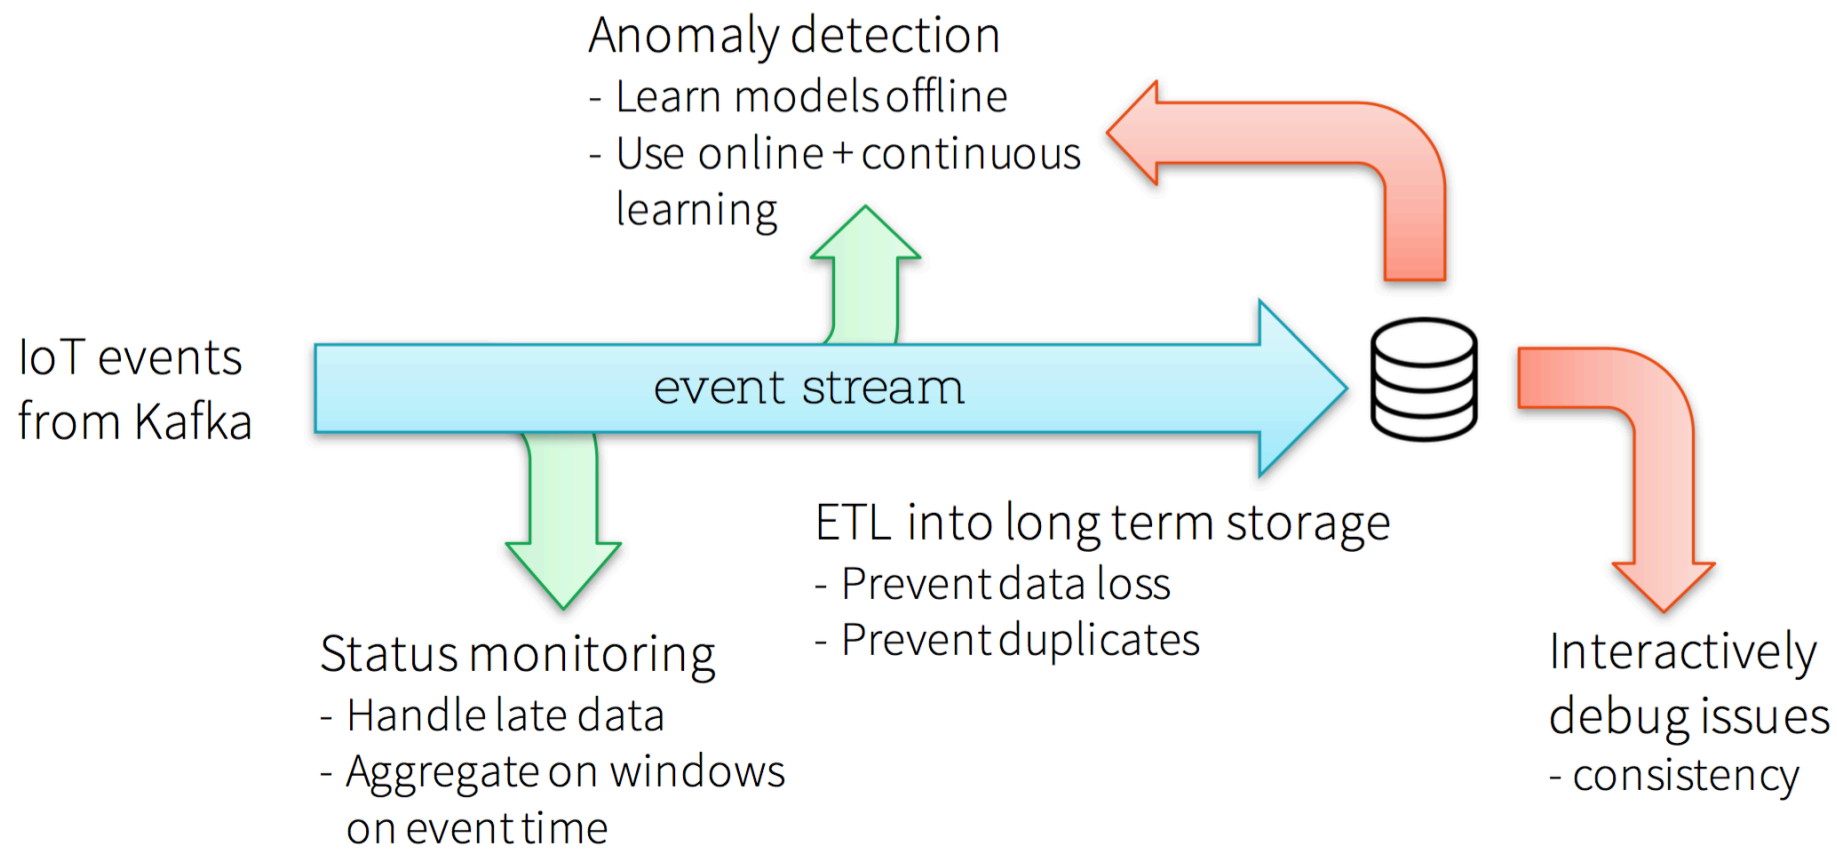 Anomaly detection
- Learn models offline
- Use online + continuous
learning
IoT events
from Kafka
event stream
ETL into long term storage
- Prevent data loss
- Prevent duplicates
Status monitoring
- Handle late data
- Aggregate on windows
on event time
Interactively
debug issues
- consistency